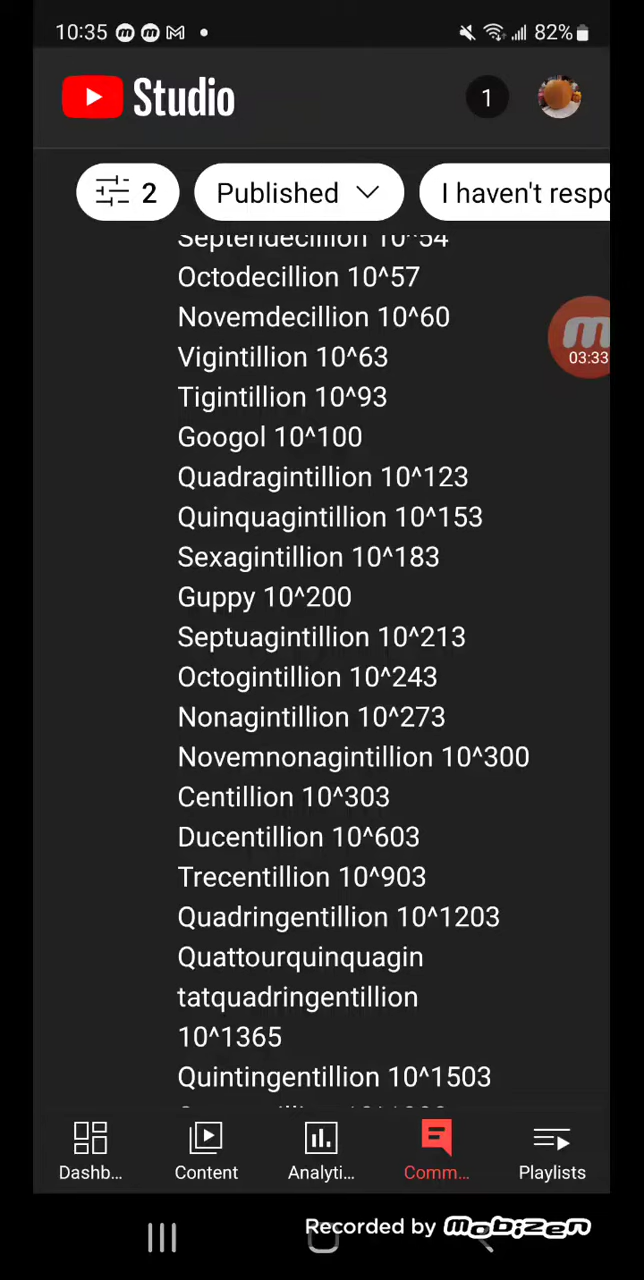 10:35 82%
Studio
1
2 Published I haven't respo
Septendecillion 10^54
Octodecillion 10^57
Novemdecillion 10^60
03:33
Vigintillion 10^63
Tigintillion 10^93
Googol 10^100
Quadragintillion 10^123
Quinquagintillion 10^153
Sexagintillion 10^183
Guppy 10^200
Septuagintillion 10^213
Octogintillion 10^243
Nonagintillion 10^273
Novemnonagintillion 10^300
Centillion 10^303
Ducentillion 10^603
Trecentillion 10^903
Quadringentillion 10^1203
Quattourquinquagin
tatquadringentillion
10^1365
Quintingentillion 10^1503
Dashb... Content Analyti... Comm... Playlists
Recorded by mobizen